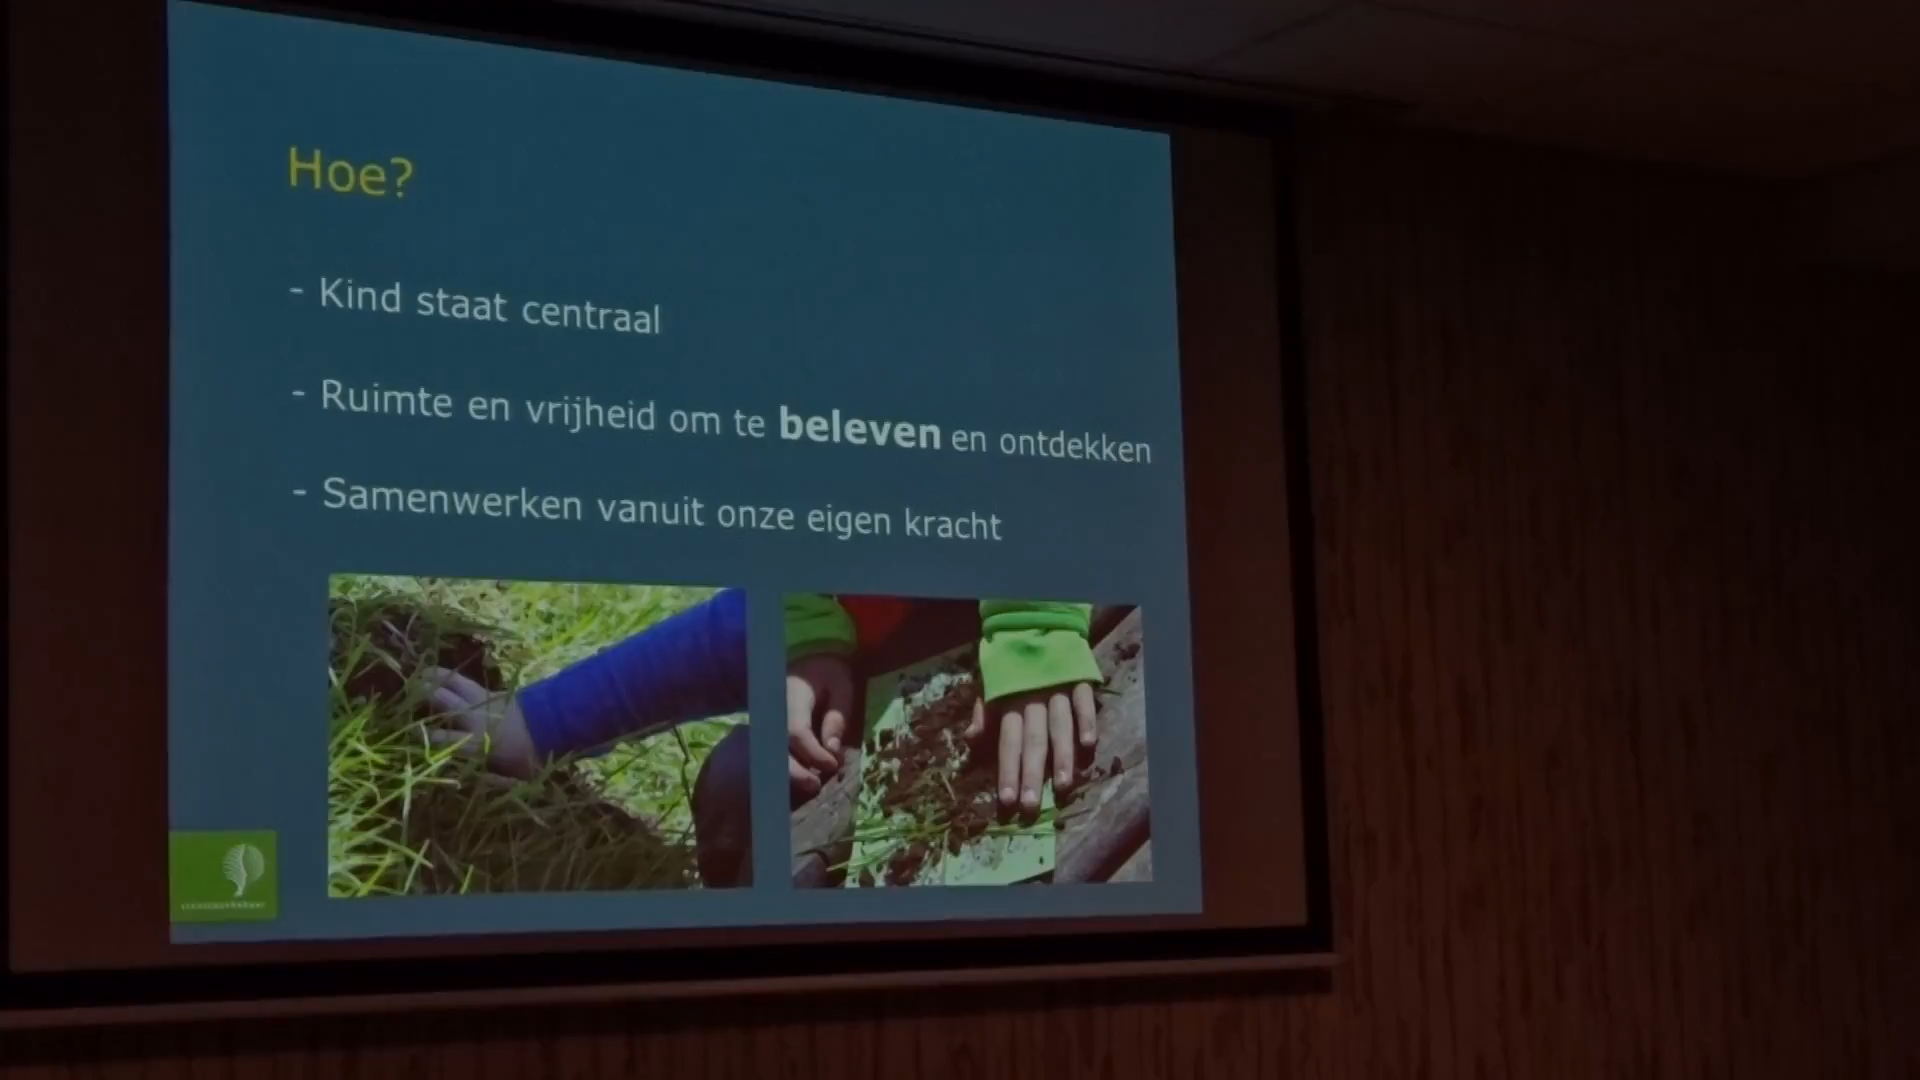 Hoe?
- Kind staat centraal
- Ruimte en vrijheid om te beleven en ontdekken
- Samenwerken vanuit onze eigen kracht